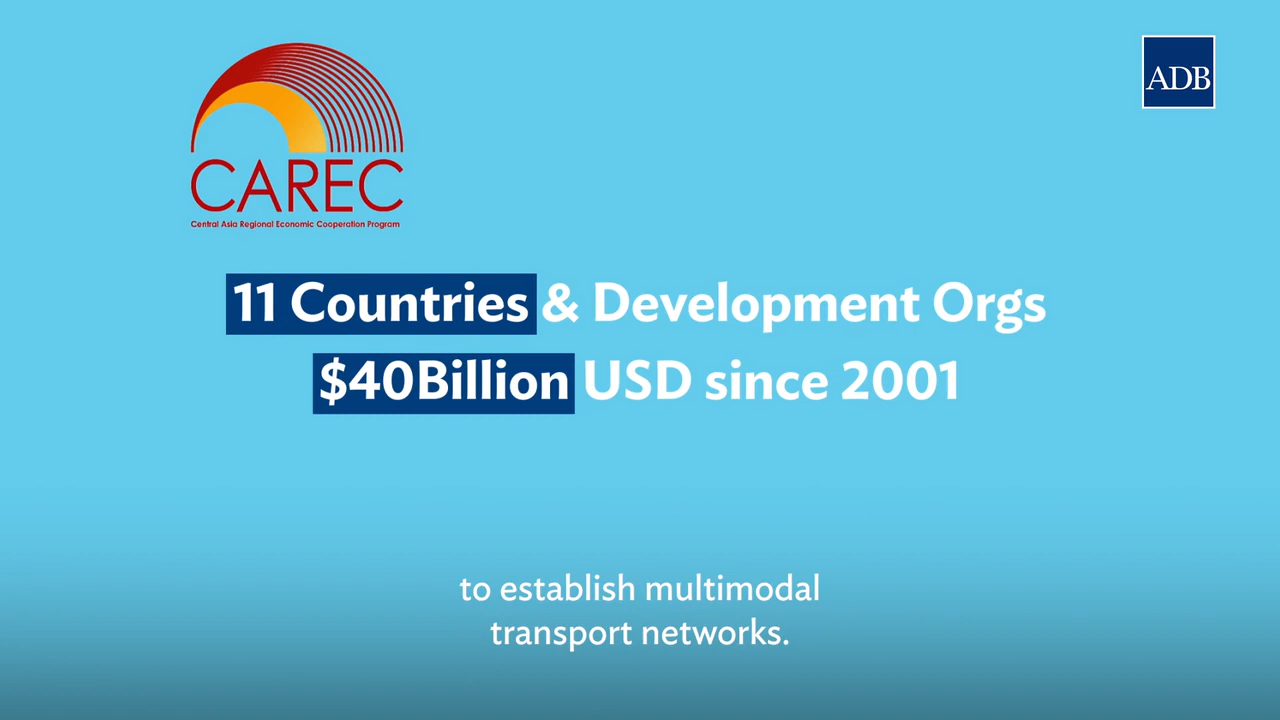 ADB
CAREC
Central Asia Regional Economic Cooperation Program
11 Countries & Development Orgs
$40Billion USD since 2001
to establish multimodal
transport networks.